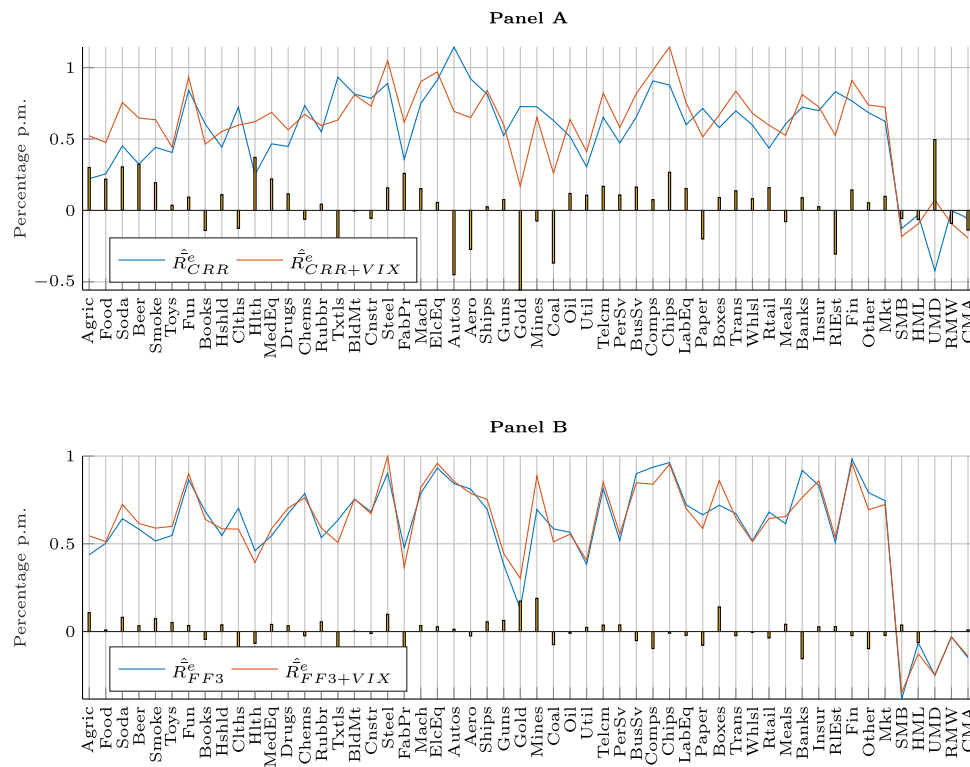 Panel A
Percentage p.m.
1
0.5
0
−0.5
R̂ᵉ_CRR R̂ᵉ_CRR+VIX
Agric Food Soda Beer Smoke Toys Fun Books Hshld Clths Hlth MedEq Drugs Chems Rubbr Txtls BldMt Cnstr Steel FabPr Mach ElcEq Autos Aero Ships Guns Gold Mines Coal Oil Util Telcm PerSv BusSv Comps Chips LabEq Paper Boxes Trans Whlsl Rtail Meals Banks Insur RlEst Fin Other Mkt SMB HML UMD RMW CMA
Panel B
Percentage p.m.
1
0.5
0
R̂ᵉ_FF3 R̂ᵉ_FF3+VIX
Agric Food Soda Beer Smoke Toys Fun Books Hshld Clths Hlth MedEq Drugs Chems Rubbr Txtls BldMt Cnstr Steel FabPr Mach ElcEq Autos Aero Ships Guns Gold Mines Coal Oil Util Telcm PerSv BusSv Comps Chips LabEq Paper Boxes Trans Whlsl Rtail Meals Banks Insur RlEst Fin Other Mkt SMB HML UMD RMW CMA